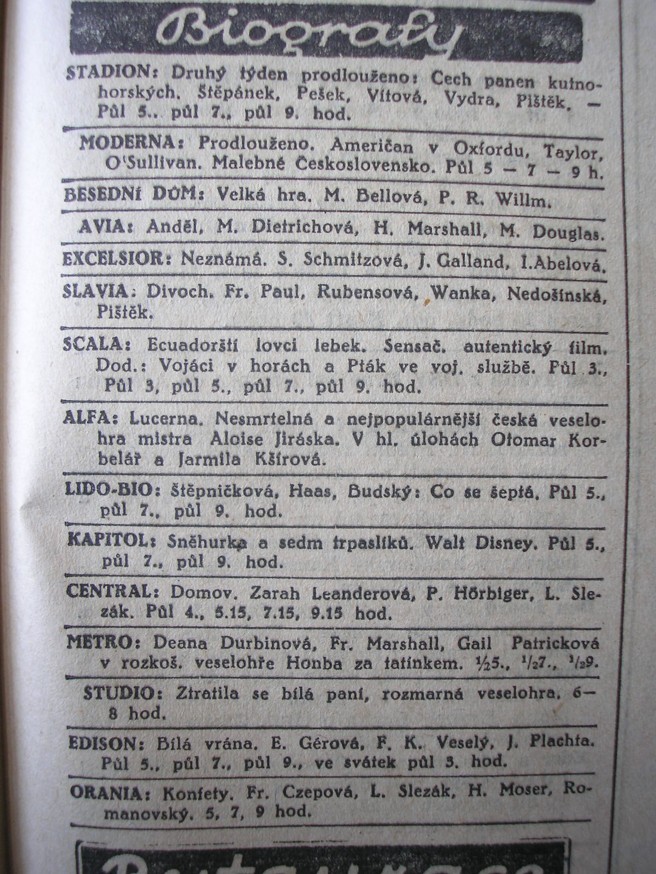 Biografy
STADION: Druhý týden prodlouženo: Cech panen kutno-
horských. Štěpánek, Pešek, Vítová, Vydra, Pištěk. —
Půl 5., půl 7., půl 9. hod.
MODERNA: Prodlouženo. Američan v Oxfordu, Taylor,
O'Sullivan. Malebné Československo. Půl 5 — 7 — 9 h.
BESEDNÍ DŮM: Velká hra. M. Bellová, P. R. Willm.
AVIA: Anděl, M. Dietrichová, H. Marshall, M. Douglas.
EXCELSIOR: Neznámá. S. Schmitzová, J. Galland, I.Abelová.
SLAVIA: Divoch. Fr. Paul, Rubensová, Wanka, Nedošínská,
Pištěk.
SCALA: Ecuadorští lovci lebek. Sensač. autentický film.
Dod.: Vojáci v horách a Pták ve voj. službě. Půl 3.,
Půl 3, půl 5., půl 7., půl 9. hod.
ALFA: Lucerna. Nesmrtelná a nejpopulárnější česká veselo-
hra mistra Aloise Jiráska. V hl. úlohách Otomar Kor-
belář a Jarmila Kšírová.
LIDO-BIO: Štěpničková, Haas, Budský: Co se šeptá. Půl 5.,
půl 7., půl 9. hod.
KAPITOL: Sněhurka a sedm trpaslíků. Walt Disney. Půl 5.,
půl 7., půl 9. hod.
CENTRAL: Domov. Zarah Leanderová, P. Hörbiger, L. Sle-
zák. Půl 4., 5.15, 7.15, 9.15 hod.
METRO: Deana Durbinová, Fr. Marshall, Gail Patricková
v rozkoš. veselohře Honba za tatínkem. ½5., ½7., ½9.
STUDIO: Ztratila se bílá paní, rozmarná veselohra. 6—
8 hod.
EDISON: Bílá vrána. E. Gérová, F. K. Veselý, J. Plachta.
Půl 5., půl 7., půl 9., ve svátek půl 3. hod.
ORANIA: Konfety. Fr. Czepová, L. Slezák, H. Moser, Ro-
manovský. 5, 7, 9 hod.